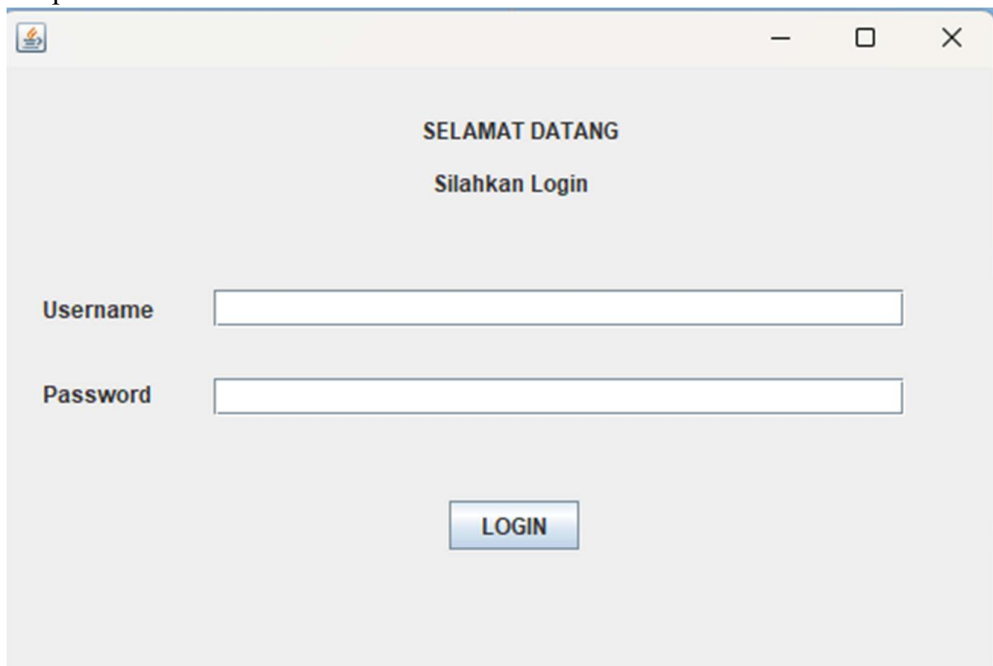 SELAMAT DATANG
Silahkan Login
Username
Password
LOGIN